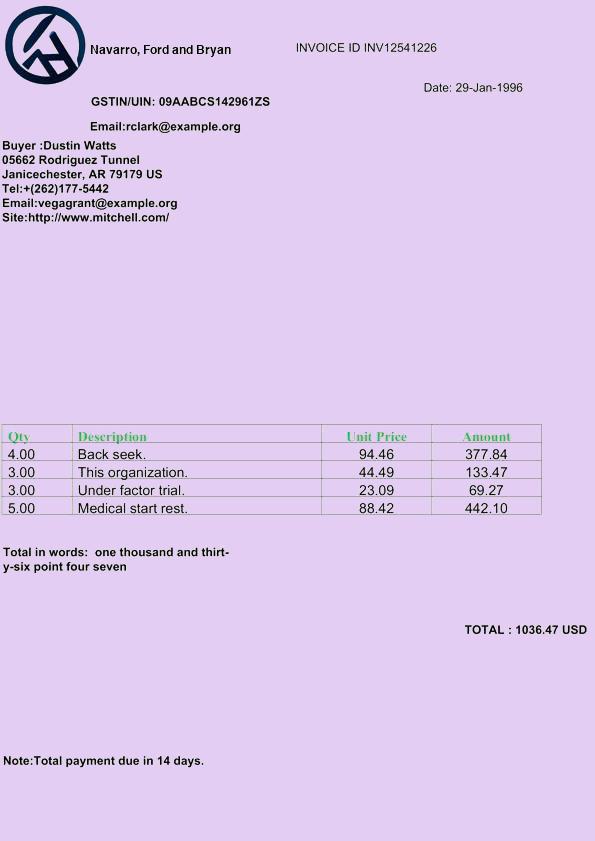 Navarro, Ford and Bryan
INVOICE ID INV12541226
Date: 29-Jan-1996
GSTIN/UIN: 09AABCS142961ZS
Email:rclark@example.org
Buyer :Dustin Watts
05662 Rodriguez Tunnel
Janicechester, AR 79179 US
Tel:+(262)177-5442
Email:vegagrant@example.org
Site:http://www.mitchell.com/
Qty Description Unit Price Amount
4.00 Back seek. 94.46 377.84
3.00 This organization. 44.49 133.47
3.00 Under factor trial. 23.09 69.27
5.00 Medical start rest. 88.42 442.10
Total in words:  one thousand and thirt-
y-six point four seven
TOTAL : 1036.47 USD
Note:Total payment due in 14 days.